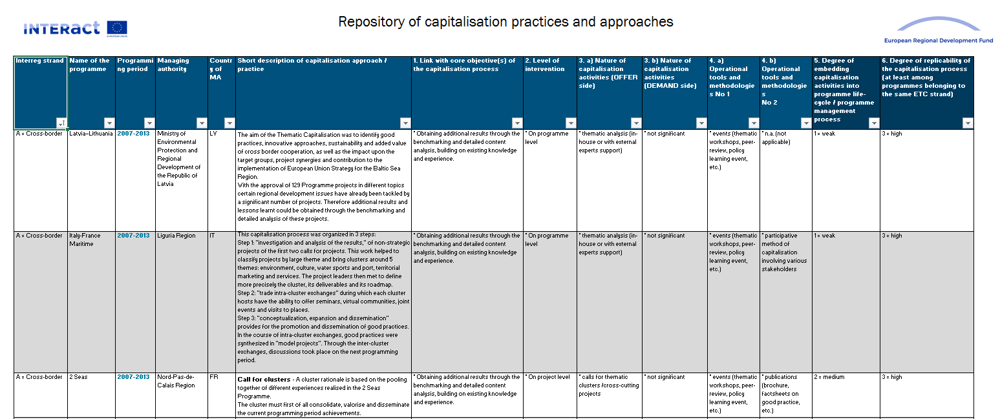 Repository of capitalisation practices and approaches
INTERact
EUROPEAN UNION
European Regional Development Fund
Interreg strand
Name of the
programme
Programmi
ng period
Managing
authority
Countr
y of
MA
Short description of capitalisation approach /
practice
1. Link with core objective(s) of
the capitalisation process
2. Level of
intervention
3. a) Nature of
capitalisation
activities (OFFER
side)
3. b) Nature of
capitalisation
activities
(DEMAND side)
4. a)
Operational
tools and
methodologie
s No 1
4. b)
Operational
tools and
methodologie
s
No 2
5. Degree of
embedding
capitalisation
activities into
programme life-
cycle / programme
management
process
6. Degree of replicability of
the capitalisation process
(at least among
programmes belonging to
the same ETC strand)
A = Cross-border
Latvia–Lithuania
2007-2013
Ministry of
Environmental
Protection and
Regional
Development of
the Republic of
Latvia
LV
The aim of the Thematic Capitalisation was to identify good
practices, innovative approaches, sustainability and added value
of cross border cooperation, as well as the impact upon the
target groups, project synergies and contribution to the
implementation of European Union Strategy for the Baltic Sea
Region.
With the approval of 129 Programme projects in different topics
certain regional development issues have already been tackled by
a significant number of projects. Therefore additional results and
lessons learnt could be obtained through the benchmarking and
detailed analysis of these projects.
* Obtaining additional results through the
benchmarking and detailed content
analysis, building on existing knowledge
and experience.
* On programme
level
* thematic analysis (in-
house or with external
experts support)
* not significant
* events (thematic
workshops, peer-
review, policy
learning event,
etc.)
* n.a. (not
applicable)
1 = weak
3 = high
A = Cross-border
Italy-France
Maritime
2007-2013
Liguria Region
IT
This capitalisation process was organized in 3 steps:
Step 1: "investigation and analysis of the results," of non-strategic
projects of the first two calls for projects. This work helped to
classify projects by large theme and bring clusters around 5
themes: environment, culture, water sports and port, territorial
marketing and services. The project leaders then met to define
more precisely the cluster, its deliverables and its roadmap.
Step 2: "trade intra-cluster exchanges" during which each cluster
hosts have the ability to offer seminars, virtual communities, joint
events and visits to places.
Step 3: "conceptualization, expansion and dissemination"
provides for the promotion and dissemination of good practices.
In the course of intra-cluster exchanges, good practices were
synthesized in "model projects". Through the inter-cluster
exchanges, discussions took place on the next programming
period.
* Obtaining additional results through the
benchmarking and detailed content
analysis, building on existing knowledge
and experience.
* On programme
level
* thematic analysis (in-
house or with external
experts support)
* not significant
* events (thematic
workshops, peer-
review, policy
learning event,
etc.)
* participative
method of
capitalisation
involving various
stakeholders
1 = weak
3 = high
A = Cross-border
2 Seas
2007-2013
Nord-Pas-de-
Calais Region
FR
Call for clusters - A cluster rationale is based on the pooling
together of different experiences realised in the 2 Seas
Programme.
The cluster must first of all consolidate, valorise and disseminate
the current programming period achievements.
* Obtaining additional results through the
benchmarking and detailed content
analysis, building on existing knowledge
and experience.
* On project level
* calls for thematic
clusters /cross-cutting
projects
* not significant
* events (thematic
workshops, peer-
review, policy
learning event,
etc.)
* publications
(brochure,
factsheets on
good practice,
etc.)
2 = medium
3 = high